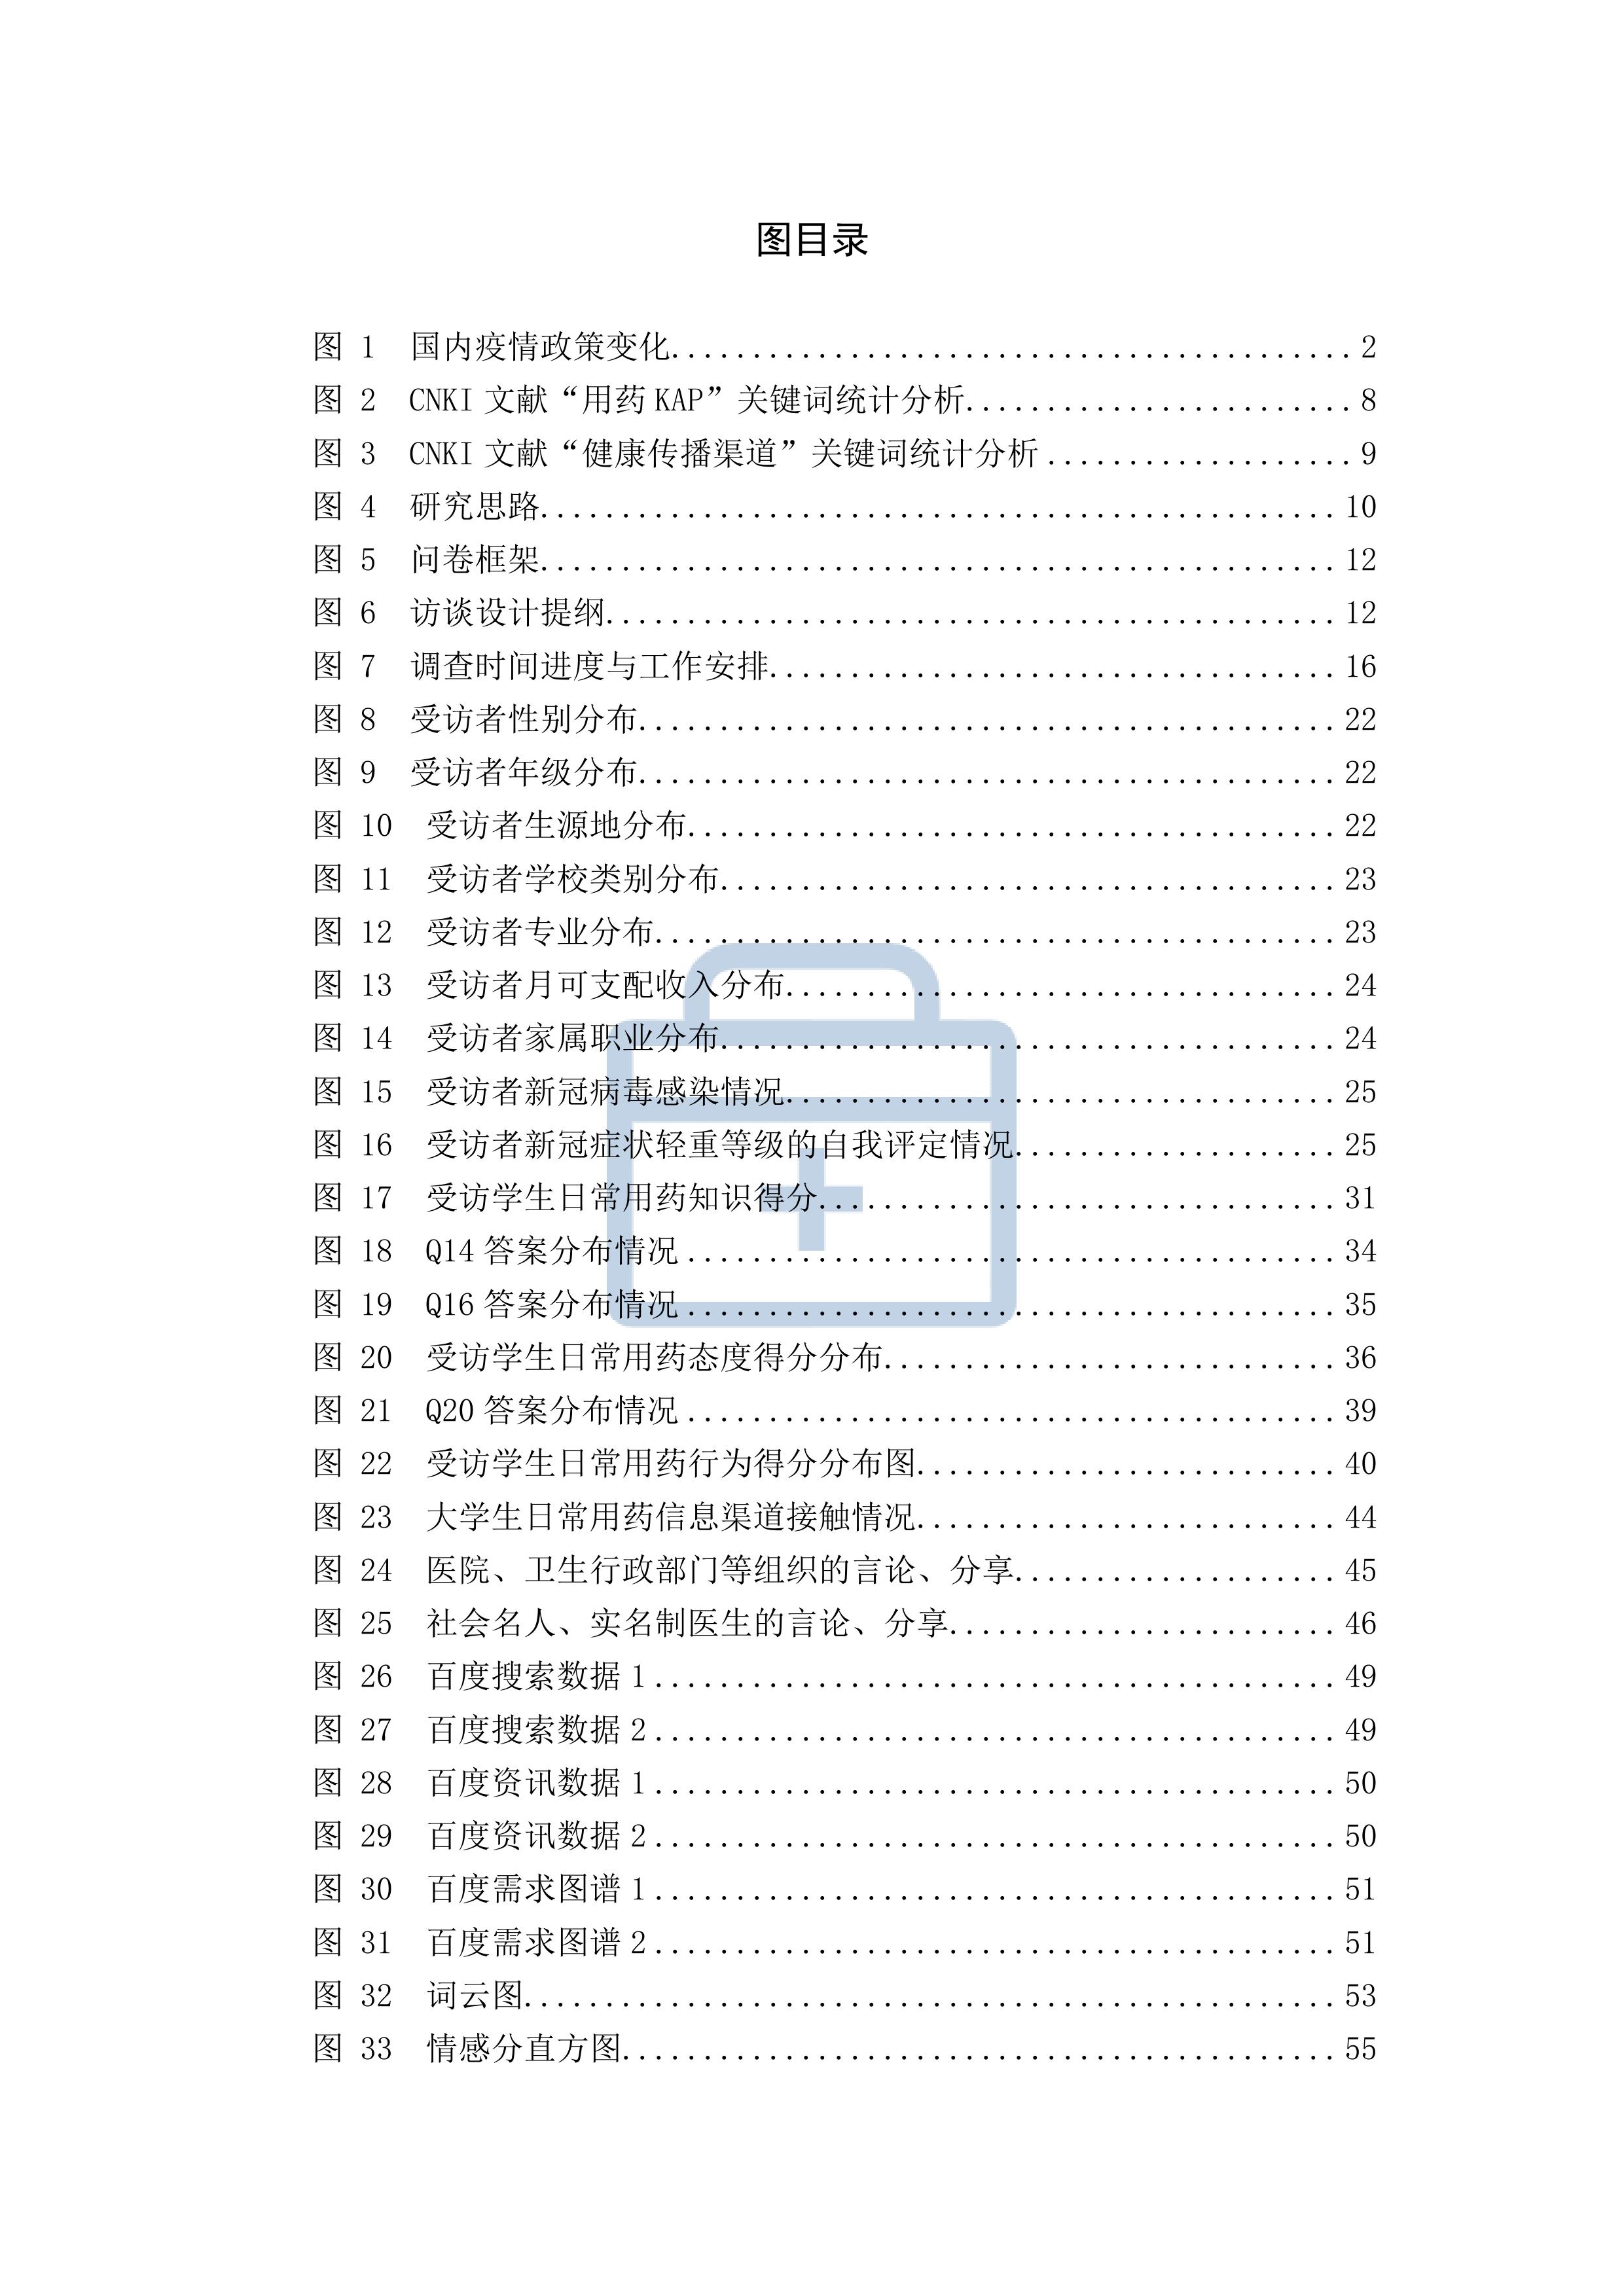 图目录
图 1 国内疫情政策变化........................................2
图 2 CNKI 文献“用药 KAP”关键词统计分析........................8
图 3 CNKI 文献“健康传播渠道”关键词统计分析...................9
图 4 研究思路................................................10
图 5 问卷框架................................................12
图 6 访谈设计提纲............................................12
图 7 调查时间进度与工作安排...................................16
图 8 受访者性别分布...........................................22
图 9 受访者年级分布...........................................22
图 10 受访者生源地分布........................................22
图 11 受访者学校类别分布......................................23
图 12 受访者专业分布..........................................23
图 13 受访者月可支配收入分布..................................24
图 14 受访者家属职业分布......................................24
图 15 受访者新冠病毒感染情况..................................25
图 16 受访者新冠症状轻重等级的自我评定情况....................25
图 17 受访学生日常用药知识得分................................31
图 18 Q14 答案分布情况........................................34
图 19 Q16 答案分布情况........................................35
图 20 受访学生日常用药态度得分分布............................36
图 21 Q20 答案分布情况........................................39
图 22 受访学生日常用药行为得分分布图..........................40
图 23 大学生日常用药信息渠道接触情况..........................44
图 24 医院、卫生行政部门等组织的言论、分享....................45
图 25 社会名人、实名制医生的言论、分享........................46
图 26 百度搜索数据 1..........................................49
图 27 百度搜索数据 2..........................................49
图 28 百度资讯数据 1..........................................50
图 29 百度资讯数据 2..........................................50
图 30 百度需求图谱 1..........................................51
图 31 百度需求图谱 2..........................................51
图 32 词云图..................................................53
图 33 情感分直方图............................................55